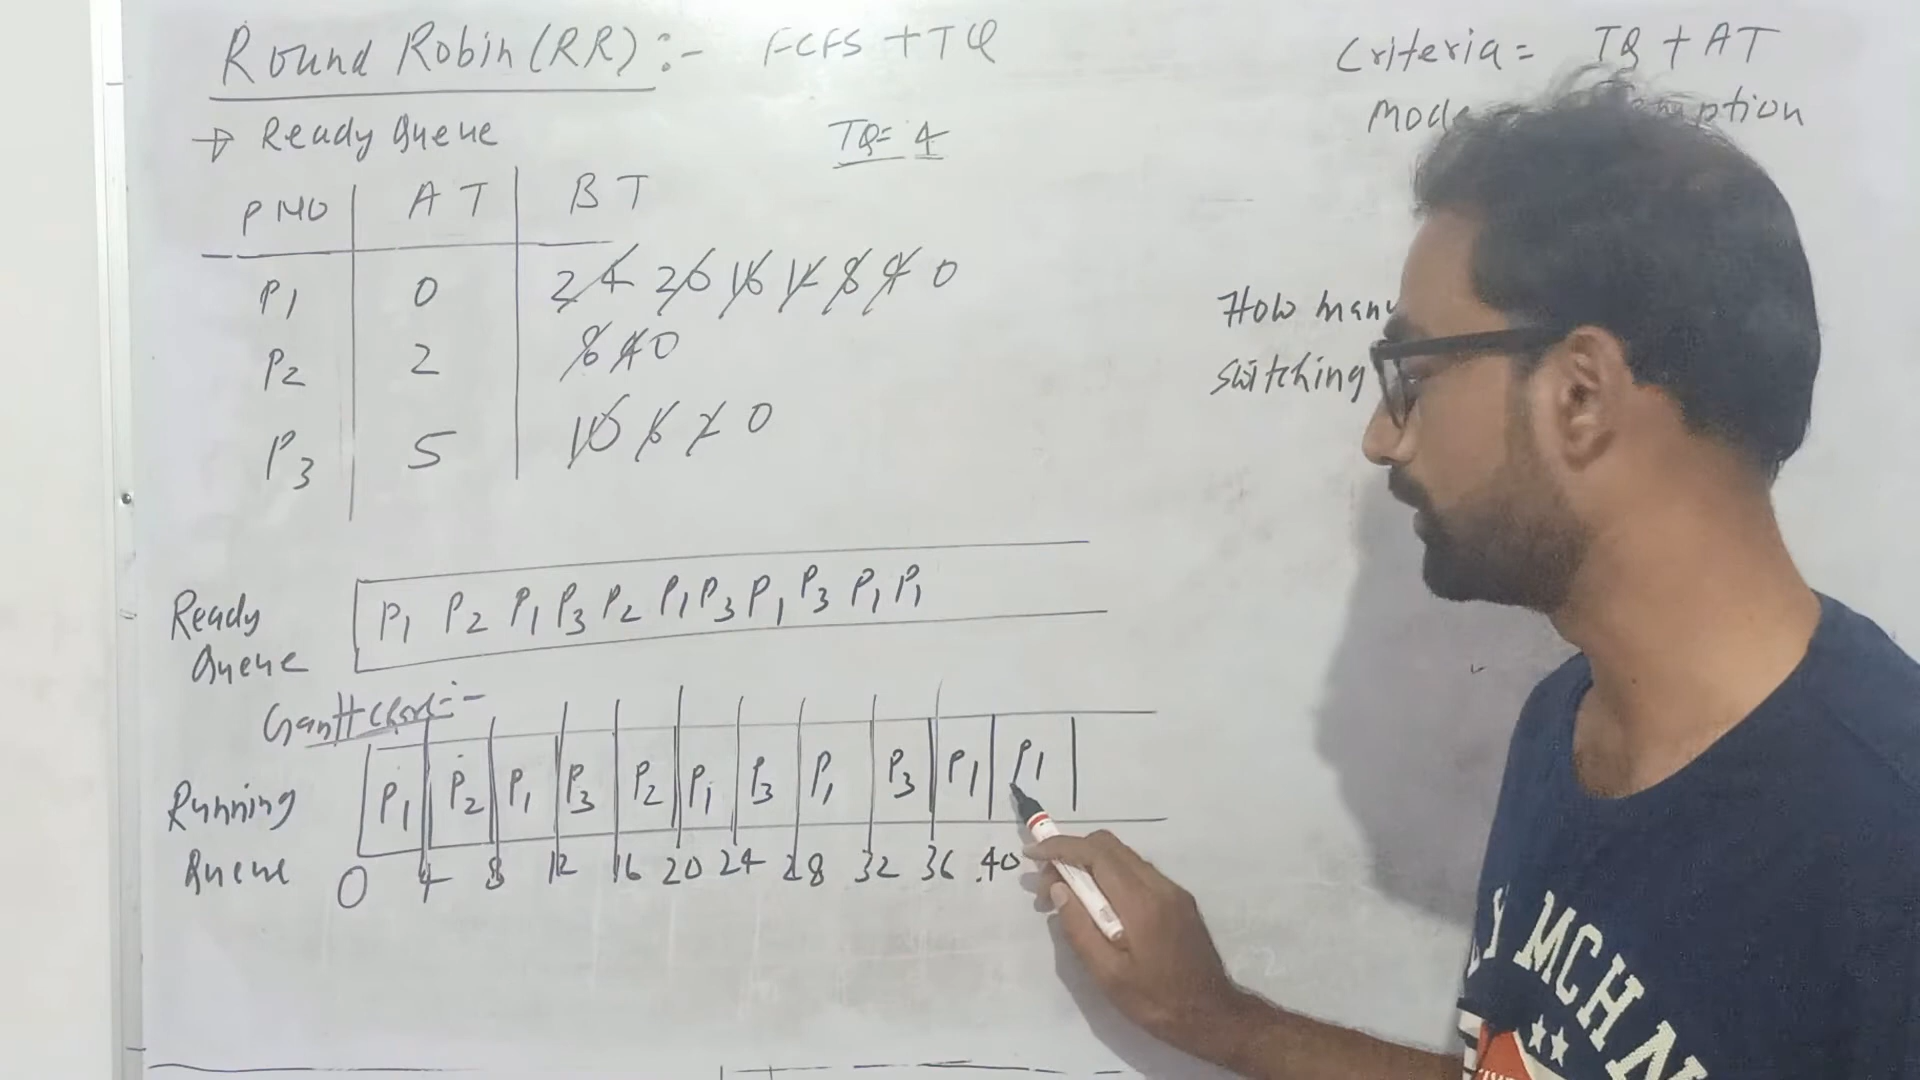 Round Robin (RR) :- FCFS + TQ
Criteria = TQ + AT
Mode
→ Ready Queue
TQ = 4
PNO AT BT
P1 0 24 20 16 12 8 4 0
P2 2 8 4 0
P3 5 10 6 2 0
How many
switching
Ready Queue P1 P2 P1 P3 P2 P1 P3 P1 P3 P1 P1
Gantt chart :-
Running Queue P1 P2 P1 P3 P2 P1 P3 P1 P3 P1 P1
0 4 8 12 16 20 24 28 32 36 40
MCHN